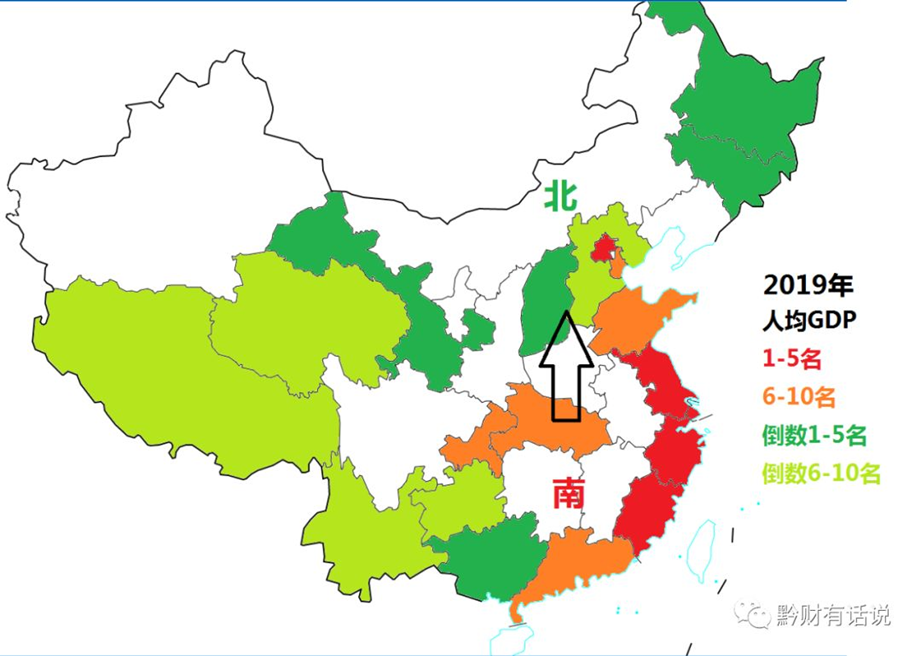 北
南
2019年
人均GDP
1-5名
6-10名
倒数1-5名
倒数6-10名
黔财有话说